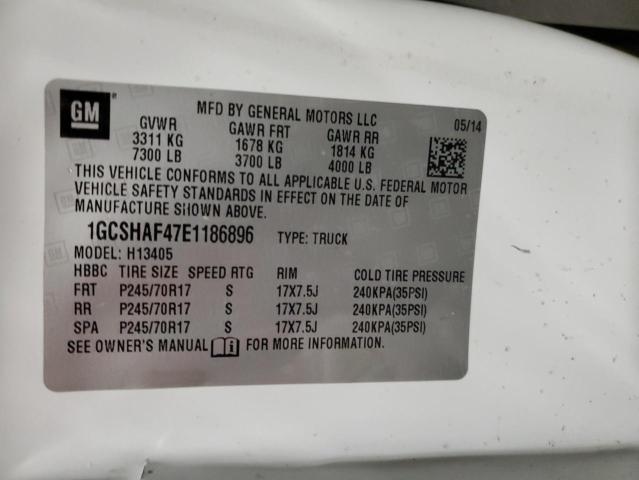 GM
MFD BY GENERAL MOTORS LLC
05/14
GVWR GAWR FRT GAWR RR
3311 KG 1678 KG 1814 KG
7300 LB 3700 LB 4000 LB
THIS VEHICLE CONFORMS TO ALL APPLICABLE U.S. FEDERAL MOTOR
VEHICLE SAFETY STANDARDS IN EFFECT ON THE DATE OF
MANUFACTURE SHOWN ABOVE.
1GCSHAF47E1186896 TYPE: TRUCK
MODEL: H13405
HBBC TIRE SIZE SPEED RTG RIM COLD TIRE PRESSURE
FRT P245/70R17 S 17X7.5J 240KPA(35PSI)
RR P245/70R17 S 17X7.5J 240KPA(35PSI)
SPA P245/70R17 S 17X7.5J 240KPA(35PSI)
SEE OWNER'S MANUAL FOR MORE INFORMATION.